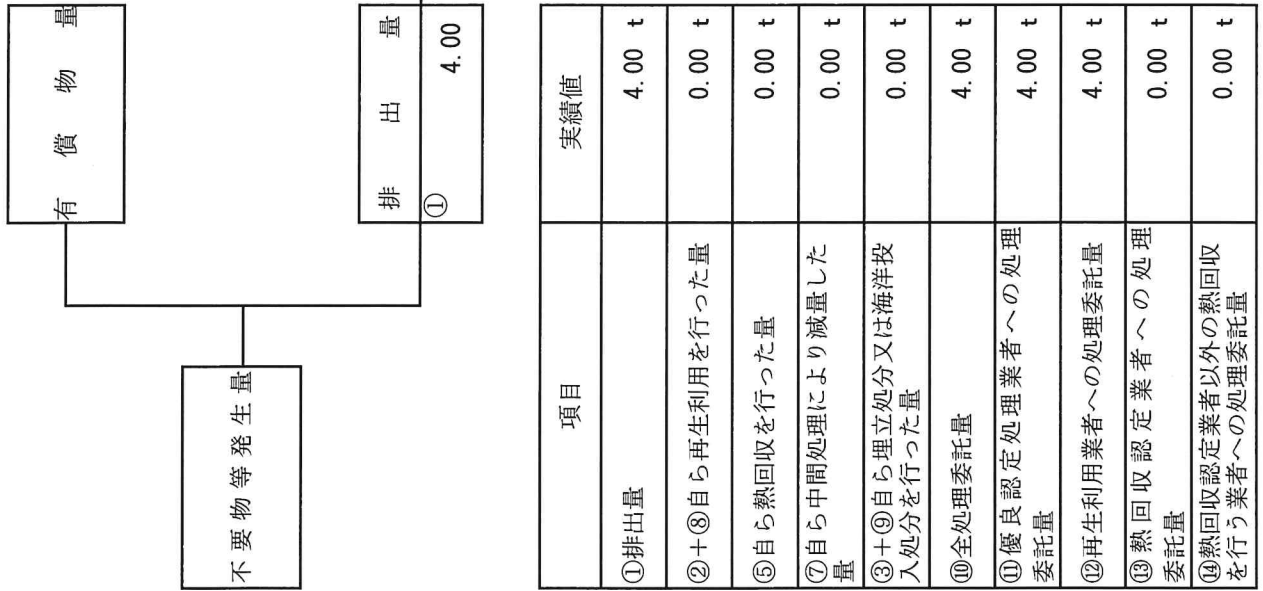 有償物量
排出量
① 4.00
不要物等発生量
項目 実績値
①排出量 4.00 t
②+⑧自ら再生利用を行った量 0.00 t
⑤自ら熱回収を行った量 0.00 t
⑦自ら中間処理により減量した
量 0.00 t
③+⑨自ら埋立処分又は海洋投
入処分を行った量 0.00 t
⑩全処理委託量 4.00 t
⑪優良認定処理業者への処理
委託量 4.00 t
⑫再生利用業者への処理委託量 4.00 t
⑬熱回収認定業者への処理
委託量 0.00 t
⑭熱回収認定業者以外の熱回収
を行う業者への処理委託量 0.00 t